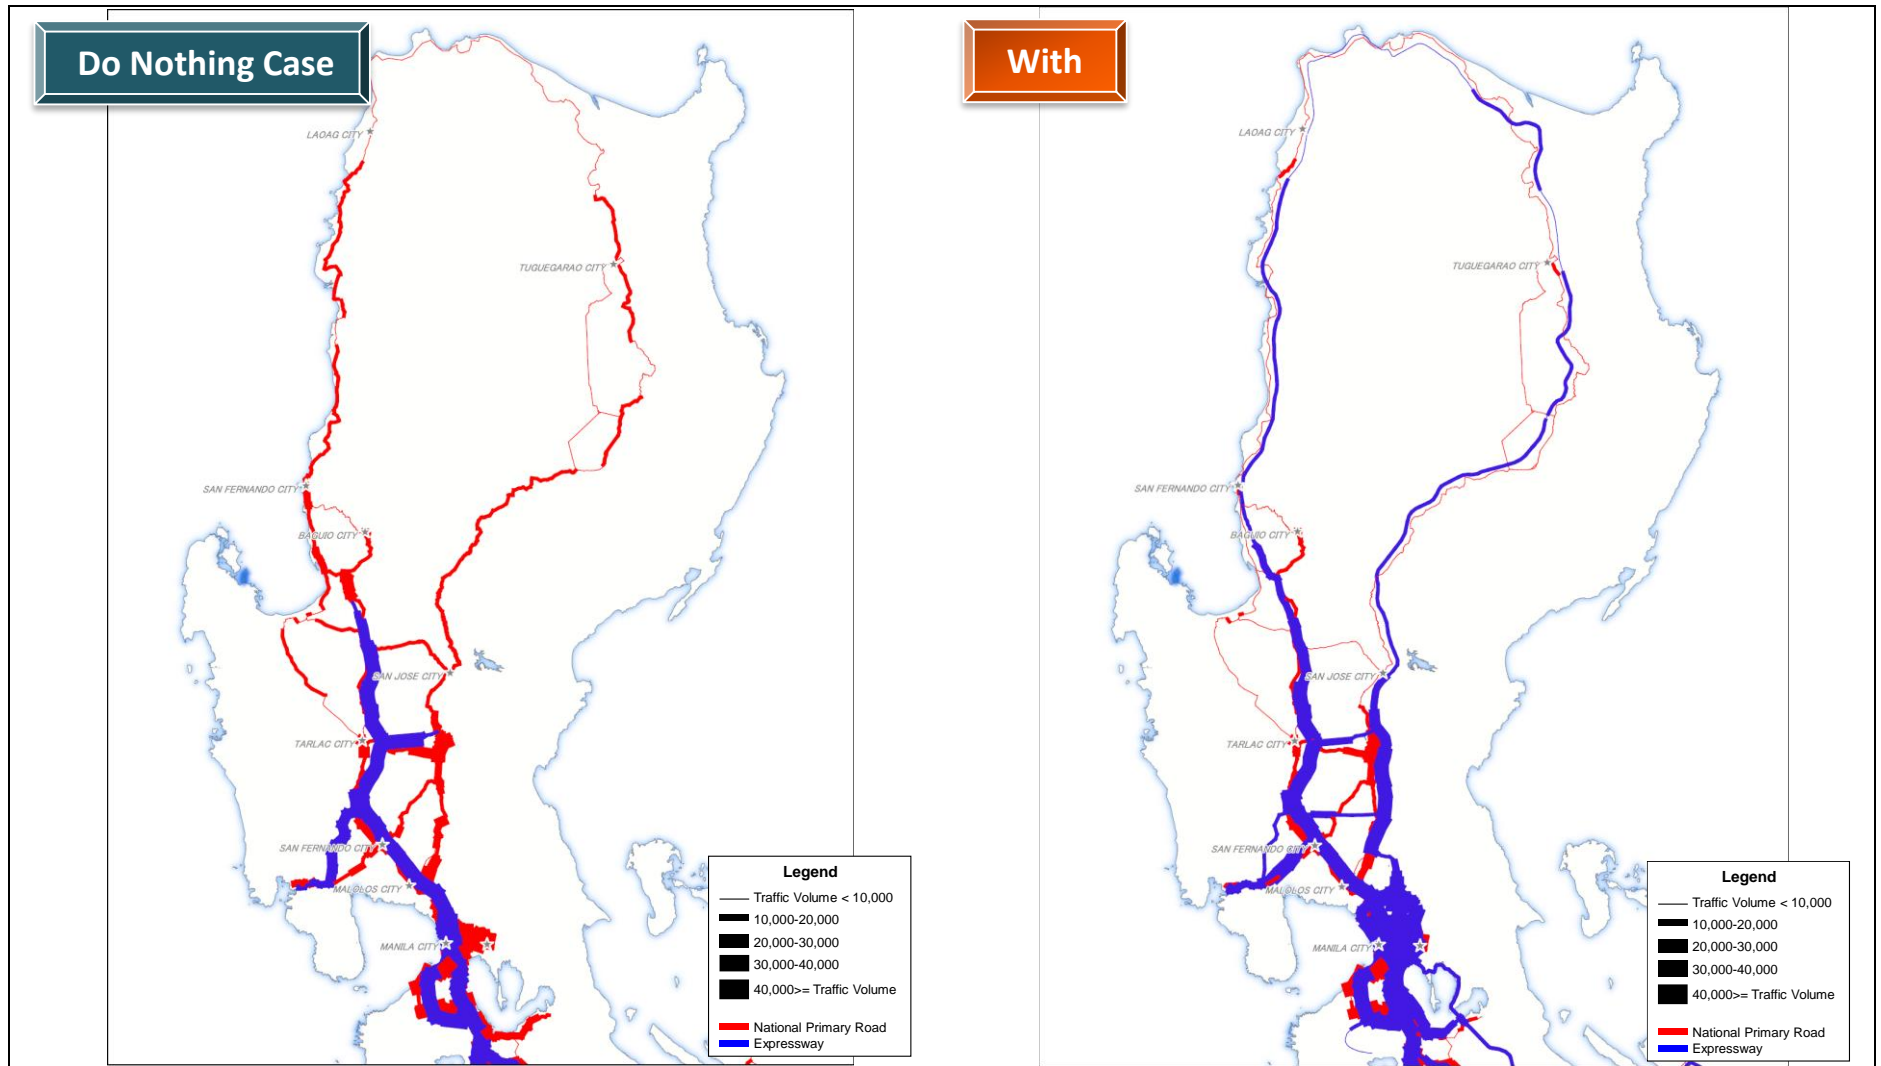 Do Nothing Case
LAOAG CITY
TUGUEGARAO CITY
SAN FERNANDO CITY
BAGUIO CITY
SAN JOSE CITY
TARLAC CITY
SAN FERNANDO CITY
MALOLOS CITY
MANILA CITY
Legend
Traffic Volume < 10,000
10,000-20,000
20,000-30,000
30,000-40,000
40,000>= Traffic Volume
National Primary Road
Expressway
With
LAOAG CITY
TUGUEGARAO CITY
SAN FERNANDO CITY
BAGUIO CITY
SAN JOSE CITY
TARLAC CITY
SAN FERNANDO CITY
MALOLOS CITY
MANILA CITY
Legend
Traffic Volume < 10,000
10,000-20,000
20,000-30,000
30,000-40,000
40,000>= Traffic Volume
National Primary Road
Expressway